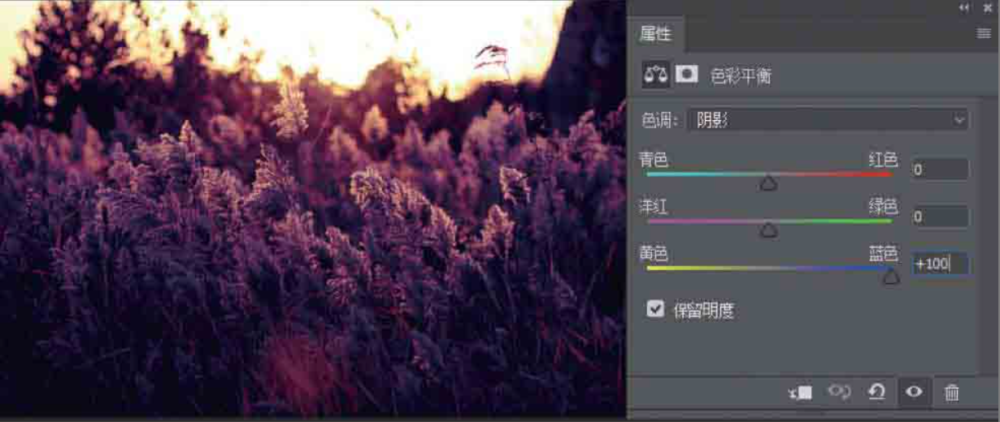 属性
色彩平衡
色调: 阴影
青色 红色 0
洋红 绿色 0
黄色 蓝色 +100
保留明度